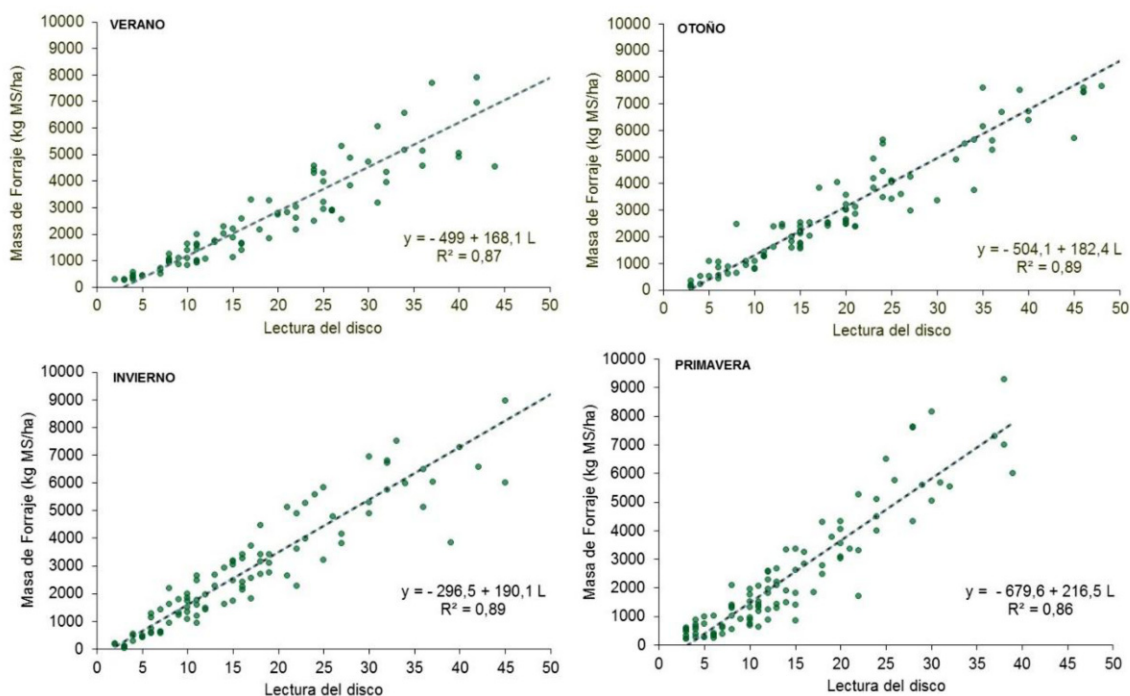 VERANO
Masa de Forraje (kg MS/ha)
10000
9000
8000
7000
6000
5000
4000
3000
2000
1000
0
y = - 499 + 168,1 L
R² = 0,87
0 5 10 15 20 25 30 35 40 45 50
Lectura del disco
OTOÑO
Masa de Forraje (kg MS/ha)
10000
9000
8000
7000
6000
5000
4000
3000
2000
1000
0
y = - 504,1 + 182,4 L
R² = 0,89
0 5 10 15 20 25 30 35 40 45 50
Lectura del disco
INVIERNO
Masa de Forraje (kg MS/ha)
10000
9000
8000
7000
6000
5000
4000
3000
2000
1000
0
y = - 296,5 + 190,1 L
R² = 0,89
0 5 10 15 20 25 30 35 40 45 50
Lectura del disco
PRIMAVERA
Masa de Forraje (kg MS/ha)
10000
9000
8000
7000
6000
5000
4000
3000
2000
1000
0
y = - 679,6 + 216,5 L
R² = 0,86
0 5 10 15 20 25 30 35 40 45 50
Lectura del disco